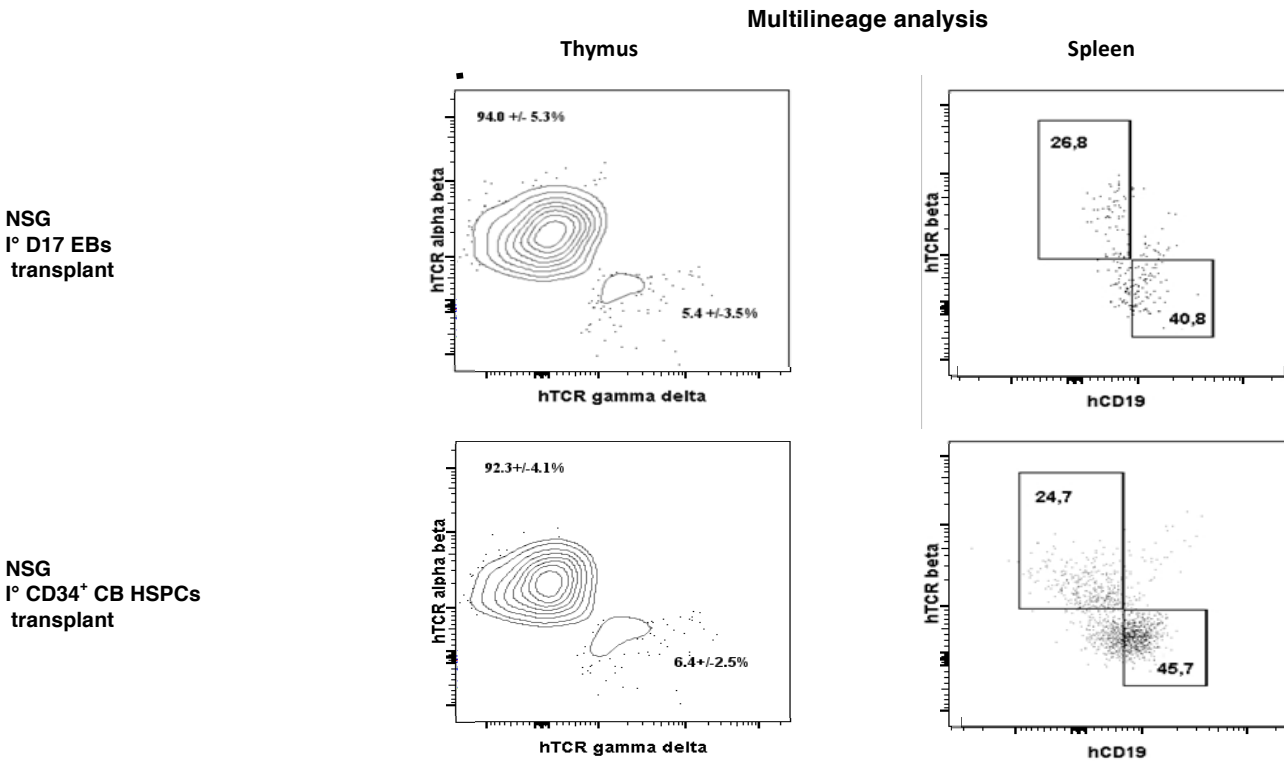 Multilineage analysis
Thymus
Spleen
NSG
I° D17 EBs
transplant
94.0 +/- 5.3%
5.4 +/-3.5%
hTCR alpha beta
hTCR gamma delta
26,8
40,8
hTCR beta
hCD19
NSG
I° CD34⁺ CB HSPCs
transplant
92.3+/-4.1%
6.4+/-2.5%
hTCR alpha beta
hTCR gamma delta
24,7
45,7
hTCR beta
hCD19